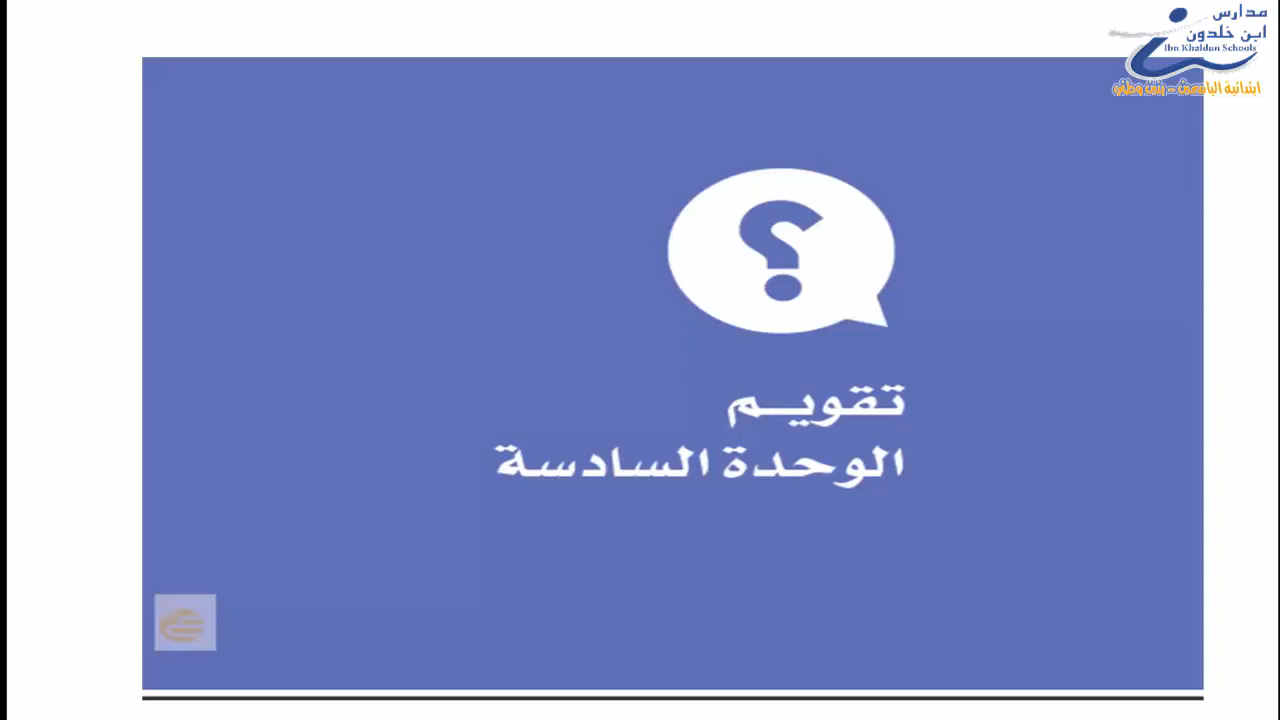 مدارس
ابن خلدون
Ibn Khaldun Schools
؟
تقويم
الوحدة السادسة